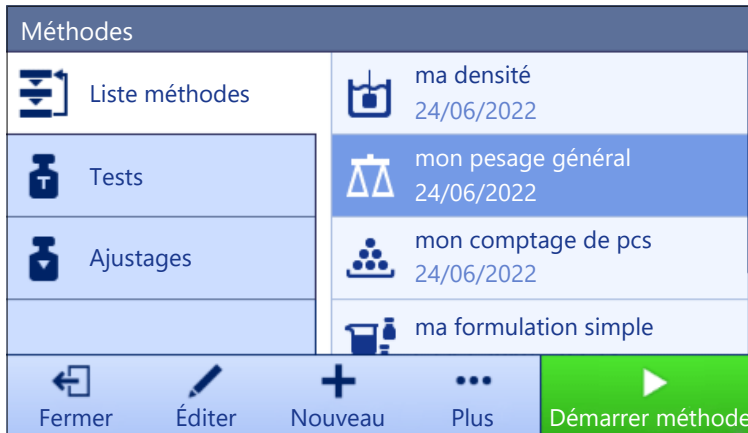 Méthodes
Liste méthodes
Tests
Ajustages
ma densité
24/06/2022
mon pesage général
24/06/2022
mon comptage de pcs
24/06/2022
ma formulation simple
Fermer
Éditer
Nouveau
Plus
Démarrer méthode